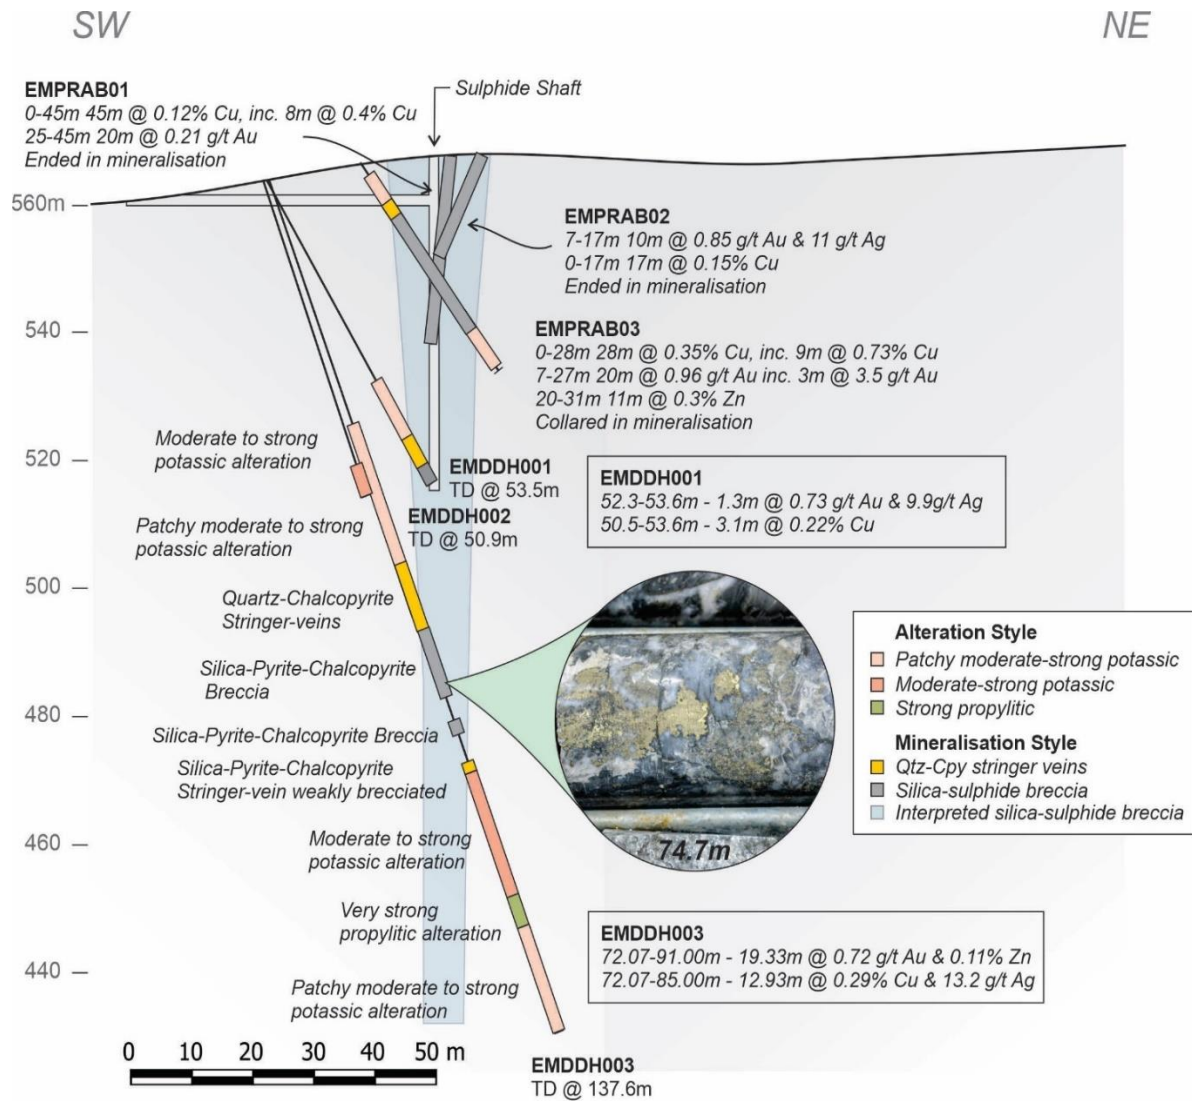 SW
NE
EMPRAB01
0-45m 45m @ 0.12% Cu, inc. 8m @ 0.4% Cu
25-45m 20m @ 0.21 g/t Au
Ended in mineralisation
Sulphide Shaft
560m
EMPRAB02
7-17m 10m @ 0.85 g/t Au & 11 g/t Ag
0-17m 17m @ 0.15% Cu
Ended in mineralisation
540
EMPRAB03
0-28m 28m @ 0.35% Cu, inc. 9m @ 0.73% Cu
7-27m 20m @ 0.96 g/t Au inc. 3m @ 3.5 g/t Au
20-31m 11m @ 0.3% Zn
Collared in mineralisation
Moderate to strong
potassic alteration
520
EMDDH001
TD @ 53.5m
EMDDH002
TD @ 50.9m
EMDDH001
52.3-53.6m - 1.3m @ 0.73 g/t Au & 9.9g/t Ag
50.5-53.6m - 3.1m @ 0.22% Cu
Patchy moderate to strong
potassic alteration
500
Quartz-Chalcopyrite
Stringer-veins
Silica-Pyrite-Chalcopyrite
Breccia
480
Silica-Pyrite-Chalcopyrite Breccia
Silica-Pyrite-Chalcopyrite
Stringer-vein weakly brecciated
Alteration Style
Patchy moderate-strong potassic
Moderate-strong potassic
Strong propylitic
Mineralisation Style
Qtz-Cpy stringer veins
Silica-sulphide breccia
Interpreted silica-sulphide breccia
74.7m
460
Moderate to strong
potassic alteration
Very strong
propylitic alteration
440
Patchy moderate to strong
potassic alteration
EMDDH003
72.07-91.00m - 19.33m @ 0.72 g/t Au & 0.11% Zn
72.07-85.00m - 12.93m @ 0.29% Cu & 13.2 g/t Ag
0 10 20 30 40 50 m
EMDDH003
TD @ 137.6m